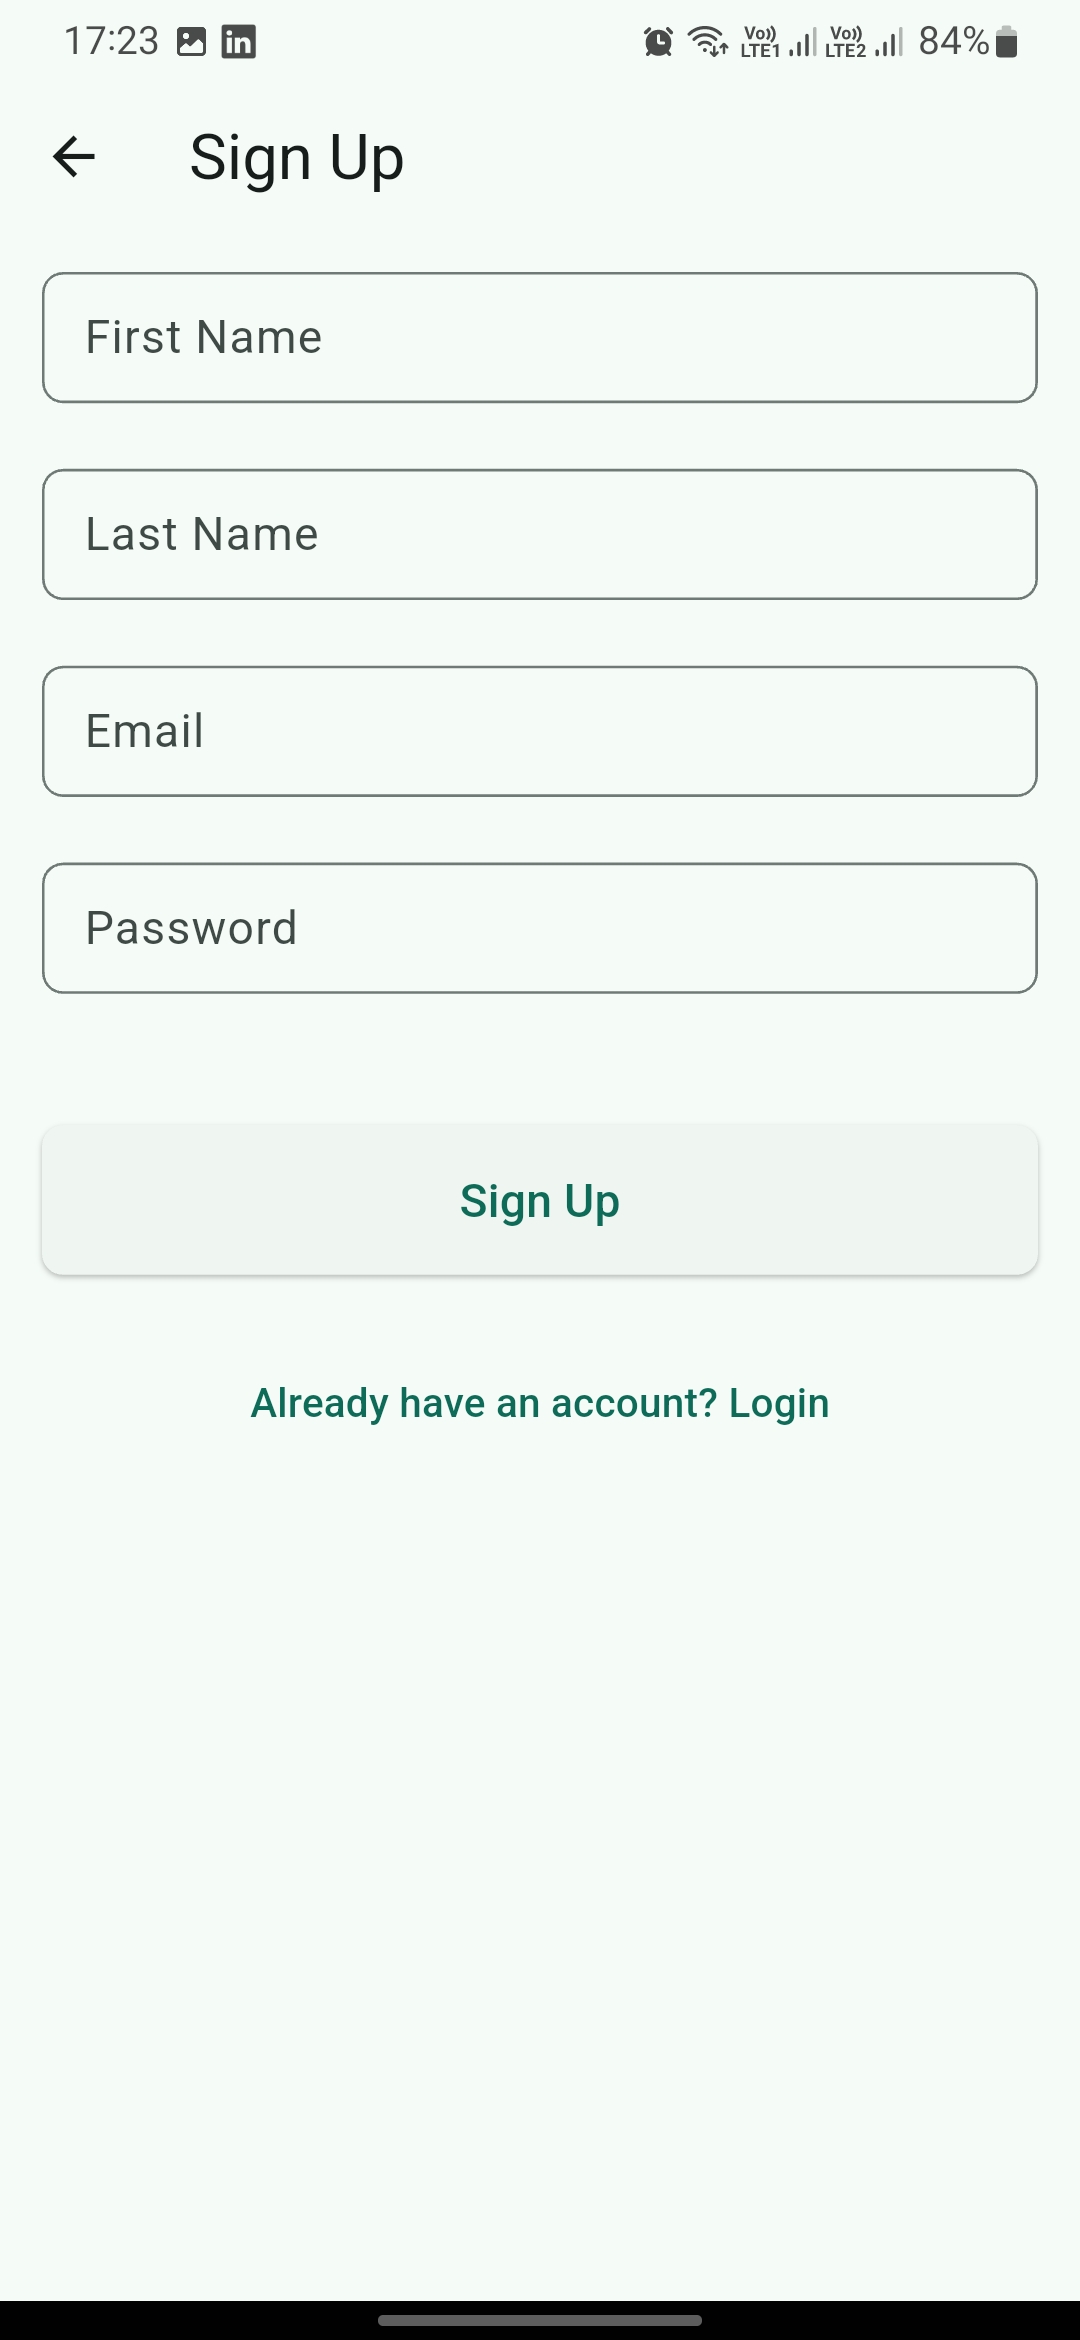 17:23 in Vo)) LTE1 Vo)) LTE2 84%
Sign Up
First Name
Last Name
Email
Password
Sign Up
Already have an account? Login